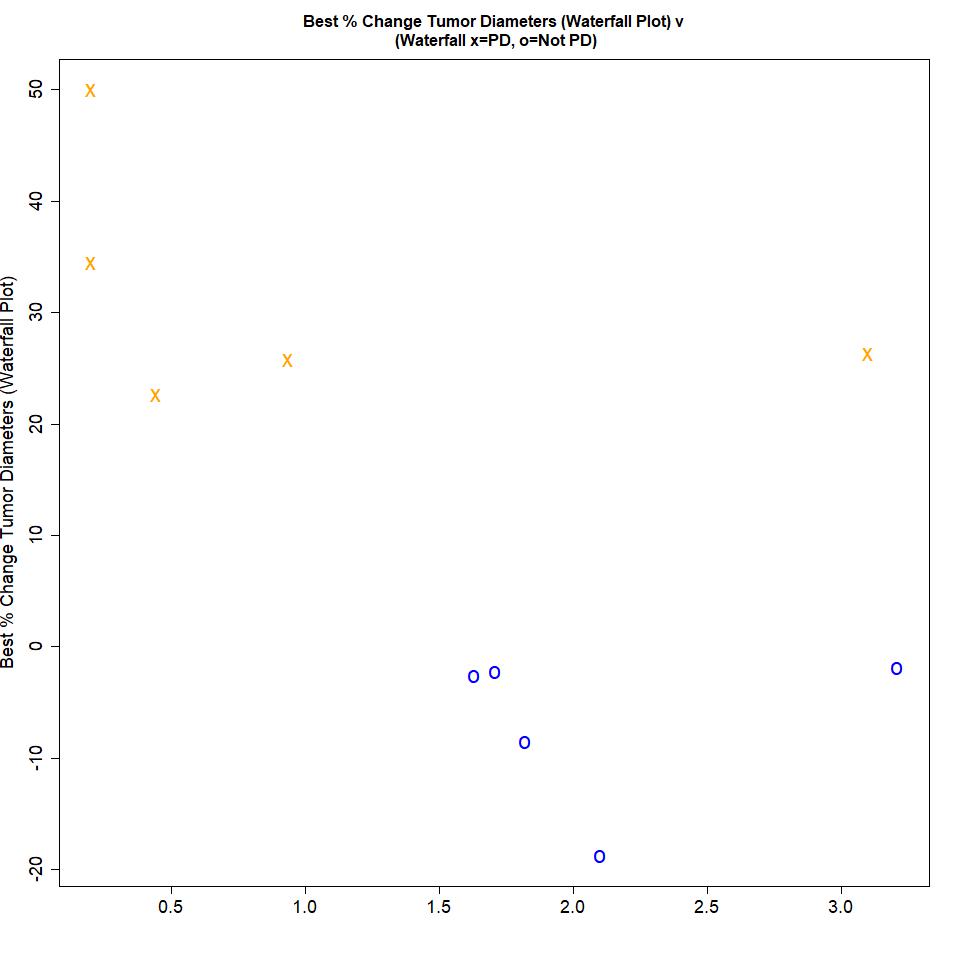 Best % Change Tumor Diameters (Waterfall Plot) v
(Waterfall x=PD, o=Not PD)
Best % Change Tumor Diameters (Waterfall Plot)
50
40
30
20
10
0
-10
-20
0.5 1.0 1.5 2.0 2.5 3.0
X
X
X
X
X
O
O
O
O
O